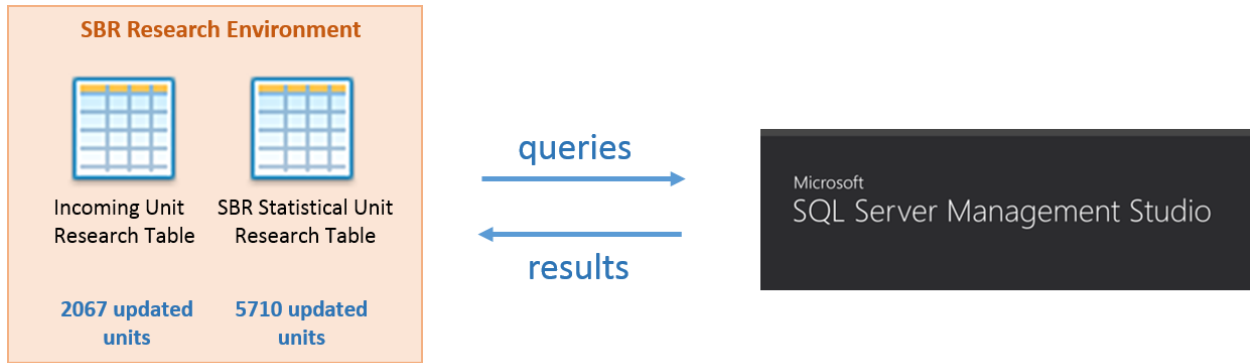 SBR Research Environment
Incoming Unit
Research Table
SBR Statistical Unit
Research Table
2067 updated
units
5710 updated
units
queries
results
Microsoft
SQL Server Management Studio